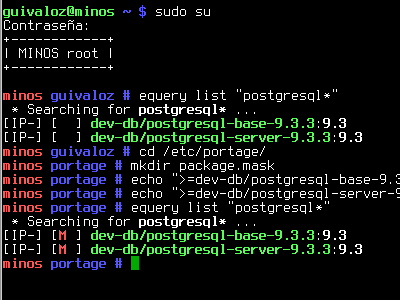 guivaloz@minos ~ $ sudo su
Contraseña:
+------------+
| MINOS root |
+------------+
minos guivaloz # equery list "postgresql*"
 * Searching for postgresql* ...
[IP-] [  ] dev-db/postgresql-base-9.3.3:9.3
[IP-] [  ] dev-db/postgresql-server-9.3.3:9.3
minos guivaloz # cd /etc/portage/
minos portage # mkdir package.mask
minos portage # echo ">=dev-db/postgresql-base-9.
minos portage # echo ">=dev-db/postgresql-server-9
minos portage # equery list "postgresql*"
 * Searching for postgresql* ...
[IP-] [M ] dev-db/postgresql-base-9.3.3:9.3
[IP-] [M ] dev-db/postgresql-server-9.3.3:9.3
minos portage #